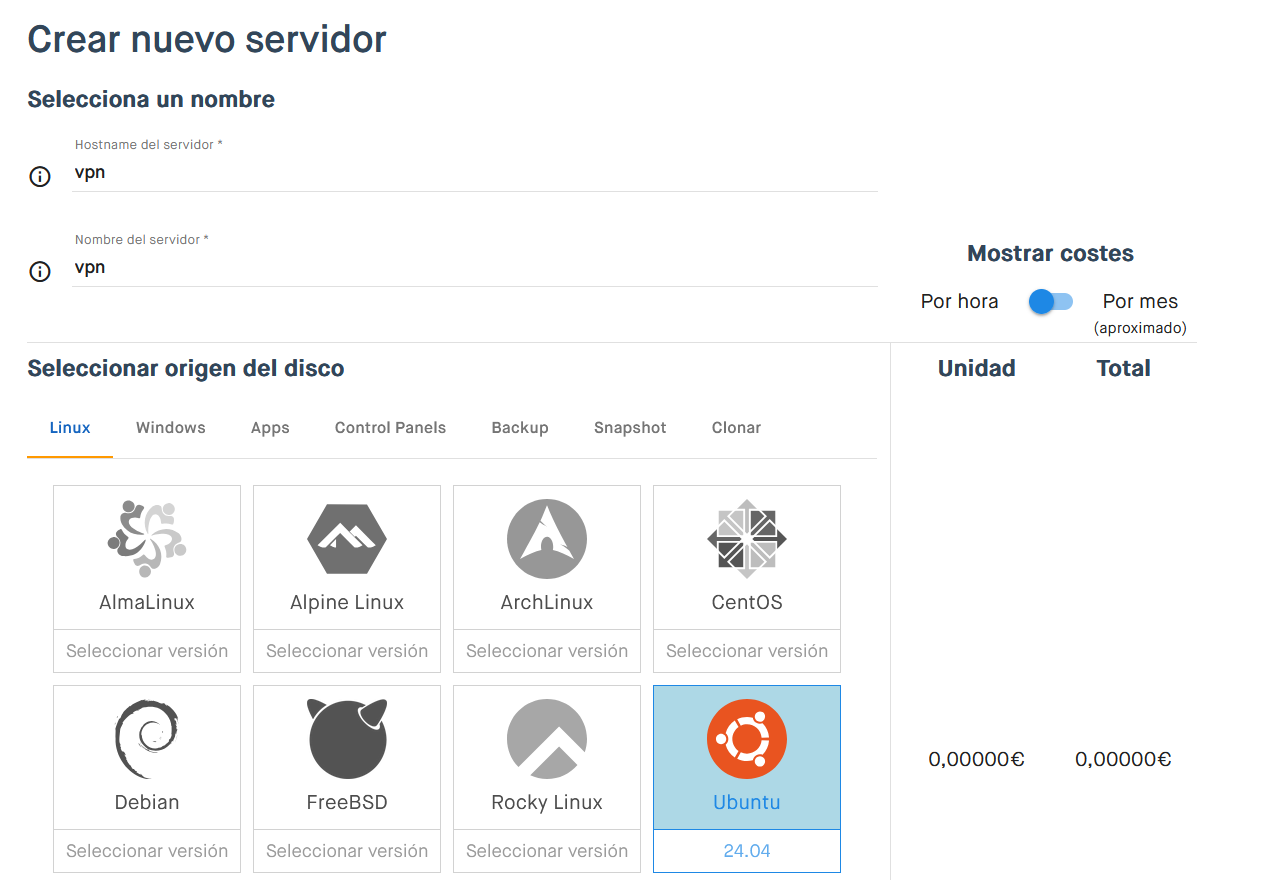 Crear nuevo servidor
Selecciona un nombre
Hostname del servidor *
vpn
Nombre del servidor *
vpn
Mostrar costes
Por hora
Por mes
(aproximado)
Seleccionar origen del disco
Unidad
Total
Linux
Windows
Apps
Control Panels
Backup
Snapshot
Clonar
AlmaLinux
Alpine Linux
ArchLinux
CentOS
Seleccionar versión
Seleccionar versión
Seleccionar versión
Seleccionar versión
Debian
FreeBSD
Rocky Linux
Ubuntu
Seleccionar versión
Seleccionar versión
Seleccionar versión
24.04
0,00000€
0,00000€